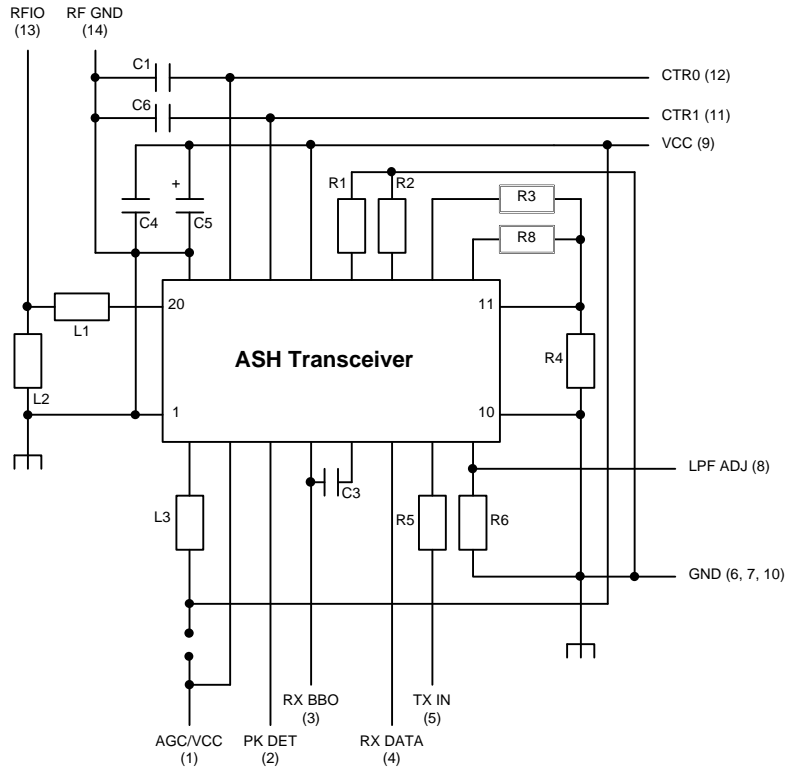 RFIO
(13)
RF GND
(14)
C1
CTR0 (12)
C6
CTR1 (11)
VCC (9)
R1
R2
R3
+
C4
C5
R8
20
11
L1
ASH Transceiver
R4
L2
1
10
LPF ADJ (8)
C3
L3
R5
R6
GND (6, 7, 10)
RX BBO
(3)
TX IN
(5)
AGC/VCC
(1)
PK DET
(2)
RX DATA
(4)